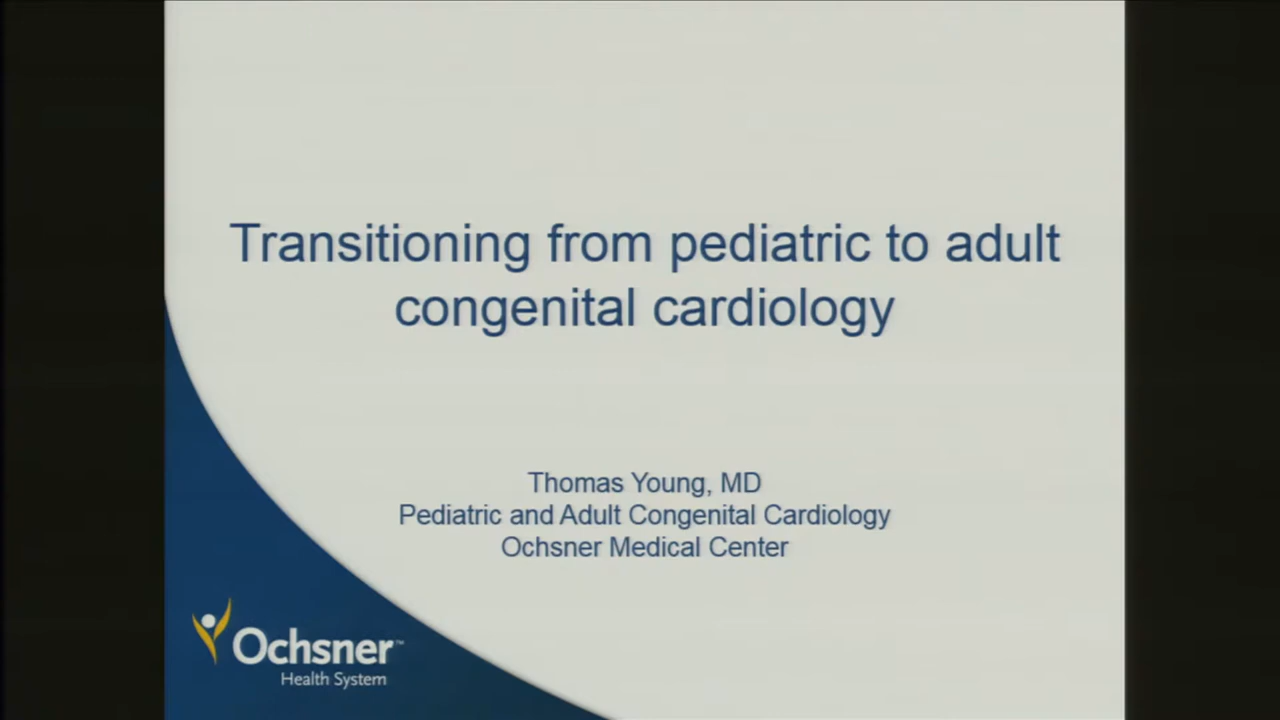 Transitioning from pediatric to adult
congenital cardiology
Thomas Young, MD
Pediatric and Adult Congenital Cardiology
Ochsner Medical Center
Ochsner™
Health System